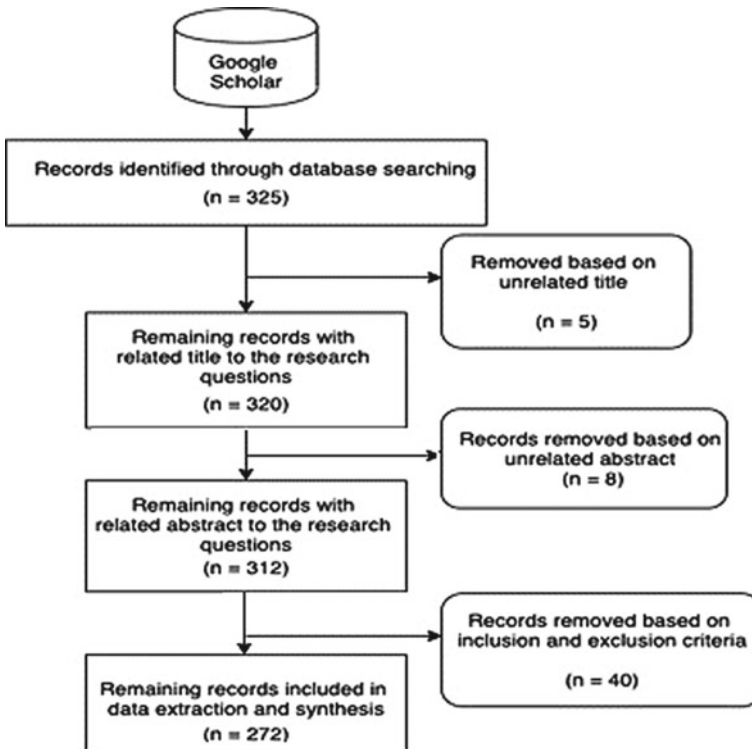 Google
Scholar
Records identified through database searching
(n = 325)
Removed based on
unrelated title
(n = 5)
Remaining records with
related title to the research
questions
(n = 320)
Records removed based on
unrelated abstract
(n = 8)
Remaining records with
related abstract to the research
questions
(n = 312)
Records removed based on
inclusion and exclusion criteria
(n = 40)
Remaining records included in
data extraction and synthesis
(n = 272)